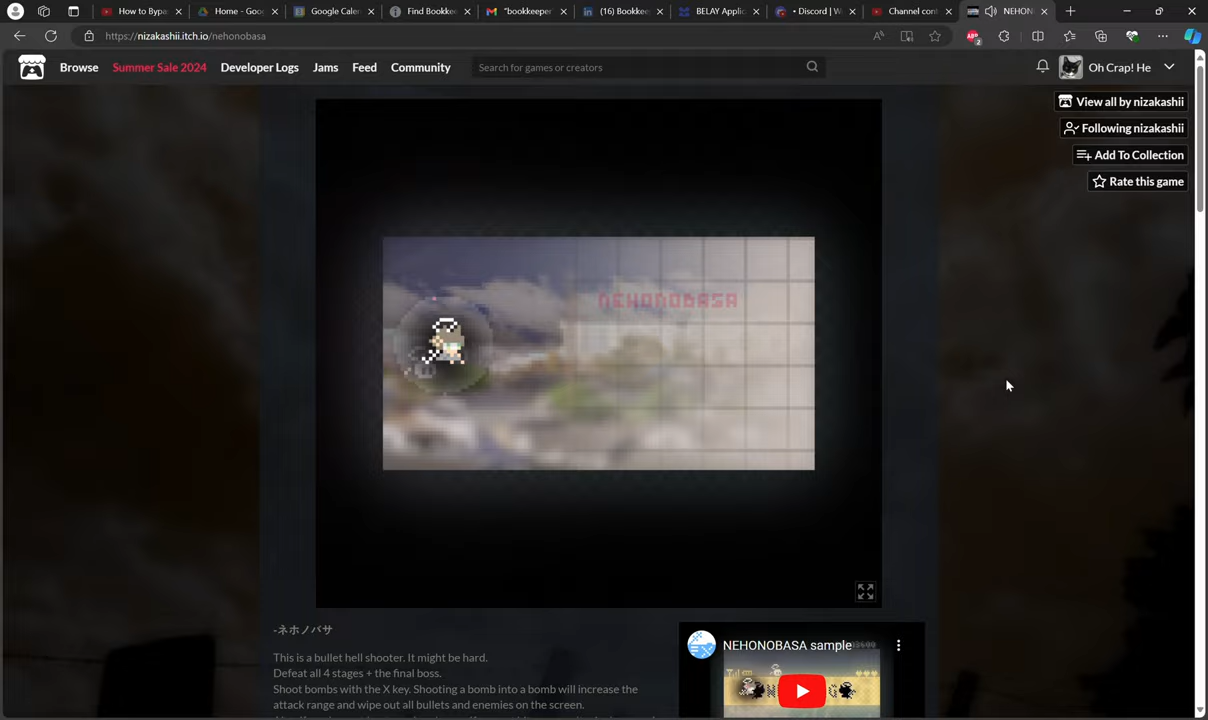 How to Bypa
Home - Goo
Google Caler
Find Bookkee
"bookkeeper"
(16) Bookkee
BELAY Applic
• Discord | W
Channel cont
NEHON
https://nizakashii.itch.io/nehonobasa
2
Browse
Summer Sale 2024
Developer Logs
Jams
Feed
Community
Search for games or creators
Oh Crap! He
View all by nizakashii
Following nizakashii
Add To Collection
Rate this game
NEHONOBASA
-ネホノバサ
This is a bullet hell shooter. It might be hard.
Defeat all 4 stages + the final boss.
Shoot bombs with the X key. Shooting a bomb into a bomb will increase the
attack range and wipe out all bullets and enemies on the screen.
NEHONOBASA sample